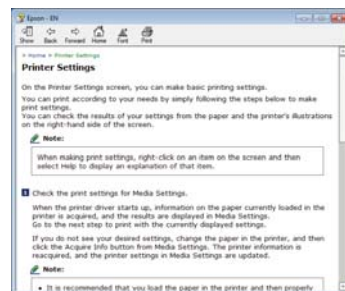 Epson - EN
Show Back Forward Home Font Print
> Home > Printer Settings
Printer Settings
On the Printer Settings screen, you can make basic printing settings.
You can print according to your needs by simply following the steps below to make
print settings.
You can check the results of your settings from the paper and the printer's illustrations
on the right-hand side of the screen.
Note:
When making print settings, right-click on an item on the screen and then
select Help to display an explanation of that item.
1 Check the print settings for Media Settings.
When the printer driver starts up, information on the paper currently loaded in the
printer is acquired, and the results are displayed in Media Settings.
Go to the next step to print with the currently displayed settings.
If you do not see your desired settings, change the paper in the printer, and then
click the Acquire Info button from Media Settings. The printer information is
reacquired, and the printer settings in Media Settings are updated.
Note:
• It is recommended that you load the paper in the printer and then properly